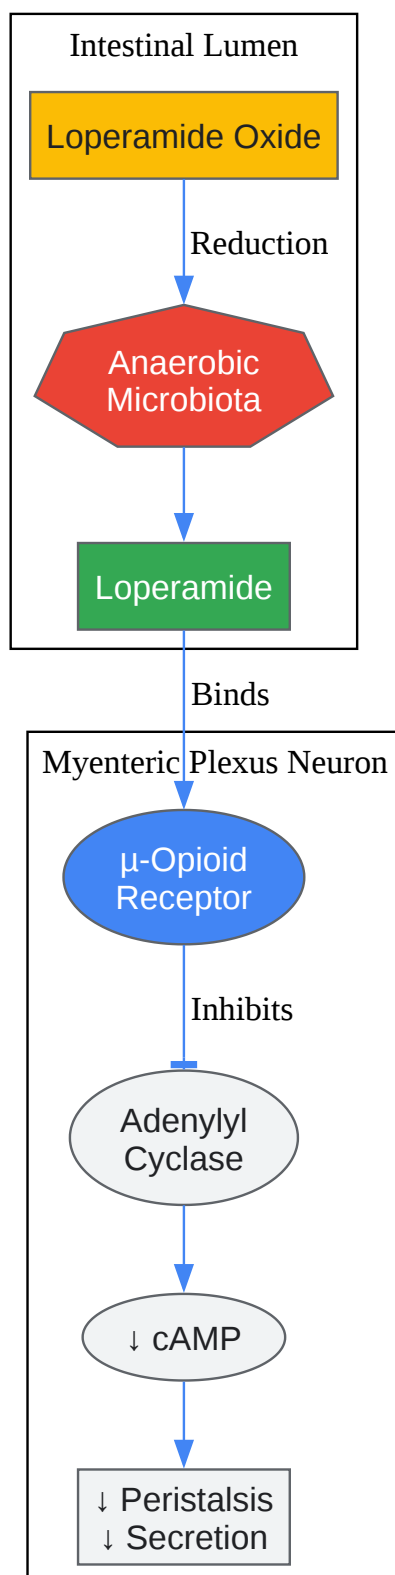 Intestinal Lumen
Loperamide Oxide
Reduction
Anaerobic
Microbiota
Loperamide
Binds
Myenteric Plexus Neuron
µ-Opioid
Receptor
Inhibits
Adenylyl
Cyclase
↓ cAMP
↓ Peristalsis
↓ Secretion